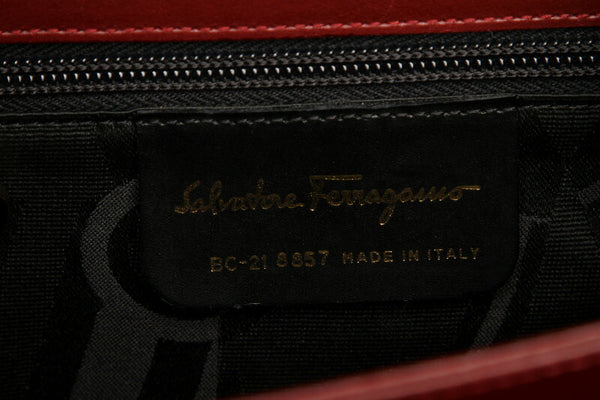 Salvatore Ferragamo
BC-21 8857 MADE IN ITALY